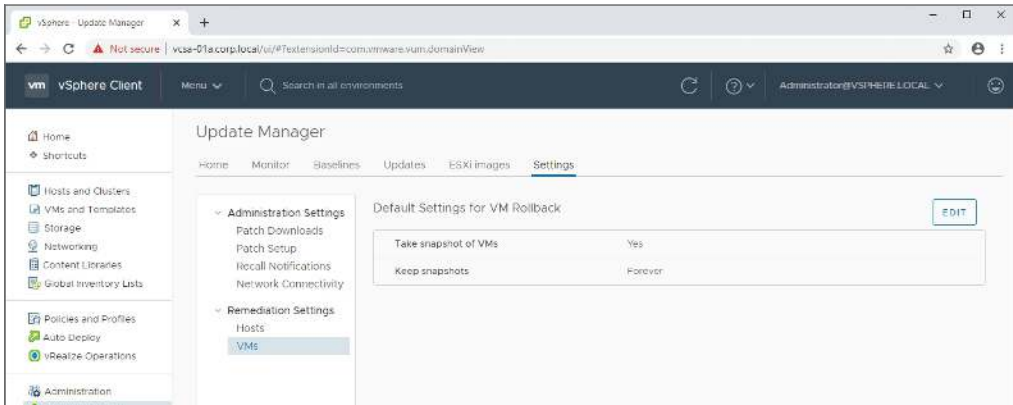 vSphere - Update Manager
Not secure | vcsa-01a.corp.local/ui/#?extensionId=com.vmware.vum.domainView
vm vSphere Client Menu Search in all environments Administrator@VSPHERE.LOCAL
Home
Shortcuts
Hosts and Clusters
VMs and Templates
Storage
Networking
Content Libraries
Global Inventory Lists
Policies and Profiles
Auto Deploy
vRealize Operations
Administration
Update Manager
Home Monitor Baselines Updates ESXi images Settings
Administration Settings
Patch Downloads
Patch Setup
Recall Notifications
Network Connectivity
Remediation Settings
Hosts
VMs
Default Settings for VM Rollback
EDIT
Take snapshot of VMs Yes
Keep snapshots Forever